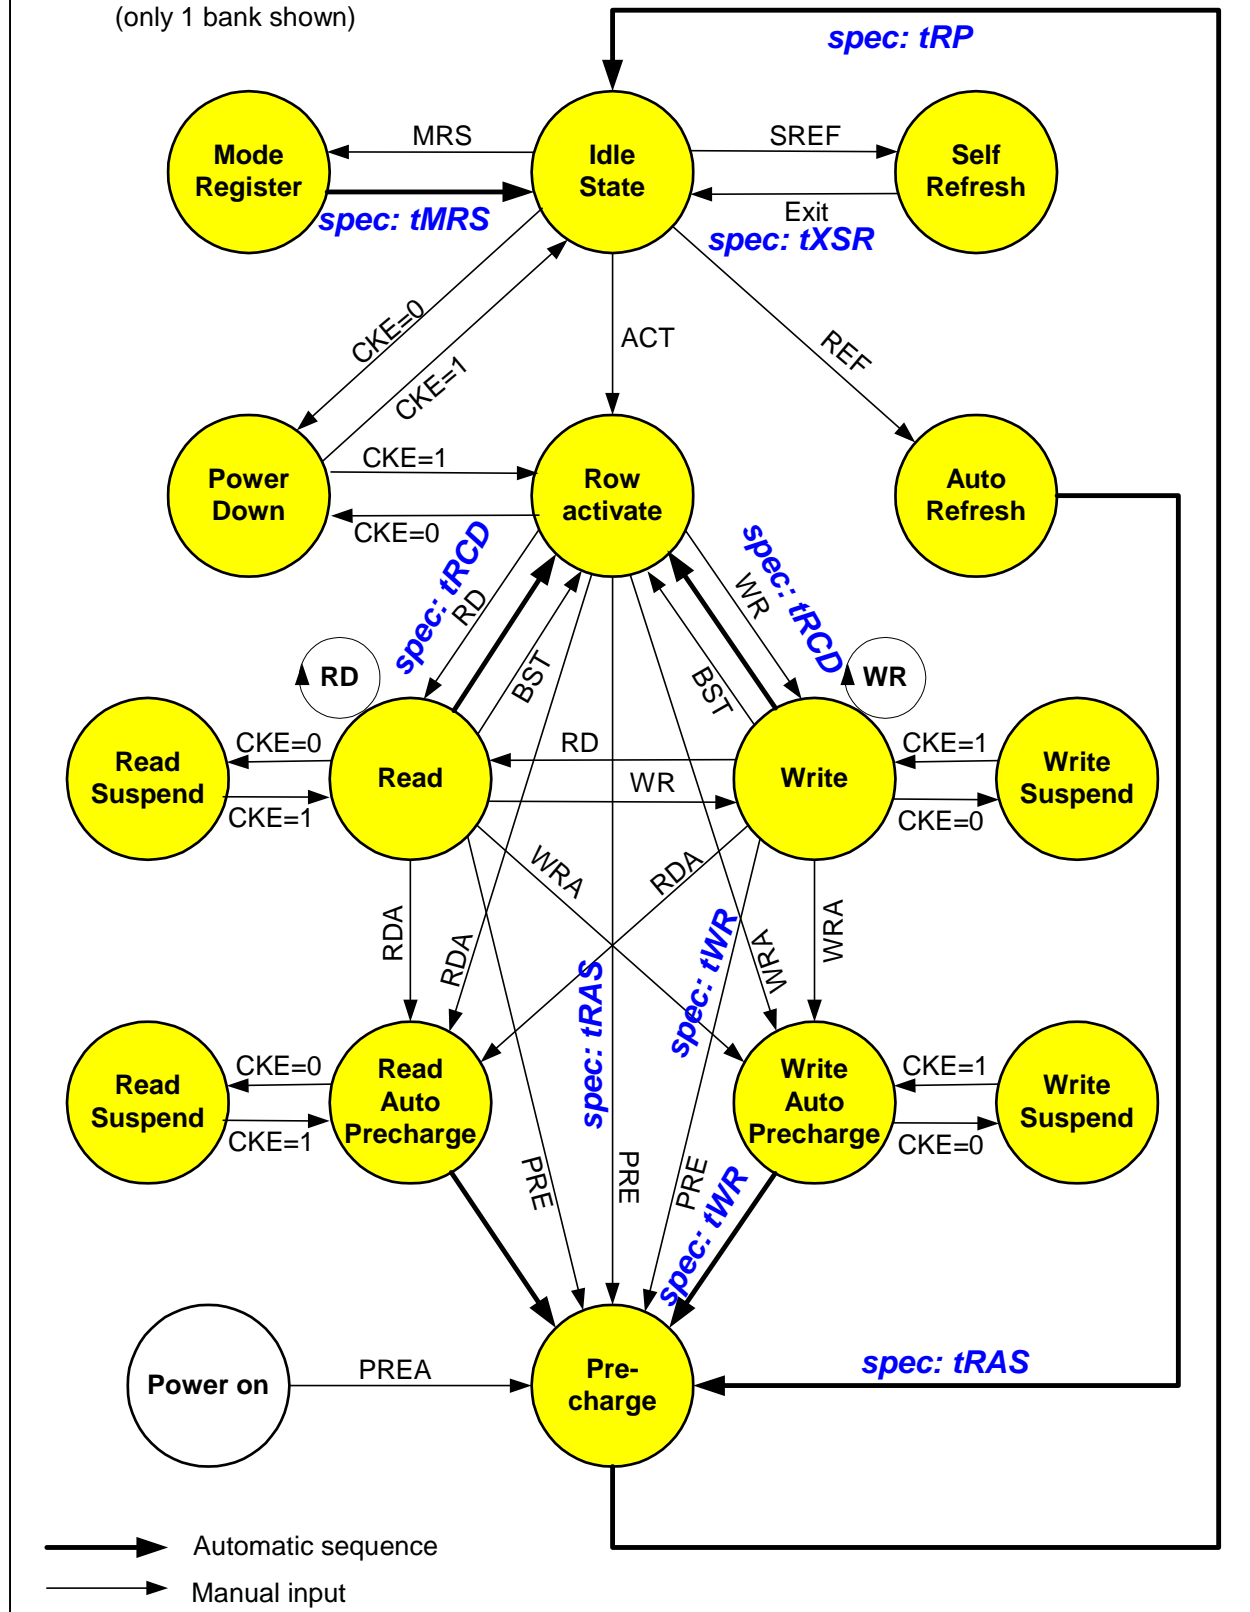 (only 1 bank shown)
spec: tRP
Mode
Register
MRS
Idle
State
SREF
Self
Refresh
spec: tMRS
Exit
spec: tXSR
CKE=0
CKE=1
ACT
REF
Power
Down
CKE=1
CKE=0
Row
activate
Auto
Refresh
spec: tRCD
RD
WR
spec: tRCD
RD
BST
BST
WR
Read
Suspend
CKE=0
CKE=1
Read
RD
WR
Write
CKE=1
CKE=0
Write
Suspend
WRA
RDA
RDA
RDA
spec: tRAS
spec: tWR
WRA
WRA
Read
Suspend
CKE=0
CKE=1
Read
Auto
Precharge
Write
Auto
Precharge
CKE=1
CKE=0
Write
Suspend
PRE
PRE
PRE
spec: tWR
Power on
PREA
Pre-
charge
spec: tRAS
Automatic sequence
Manual input